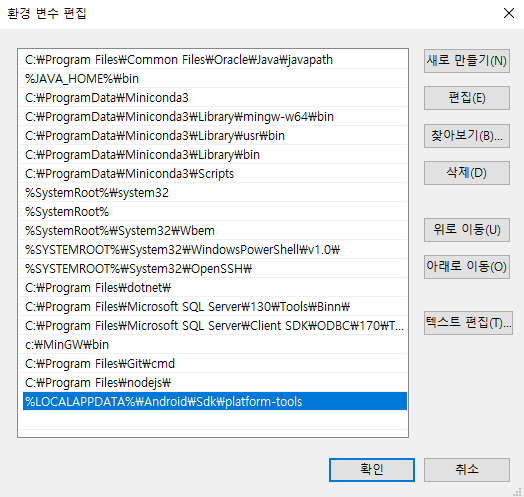 환경 변수 편집
C:₩Program Files₩Common Files₩Oracle₩Java₩javapath
%JAVA_HOME%₩bin
C:₩ProgramData₩Miniconda3
C:₩ProgramData₩Miniconda3₩Library₩mingw-w64₩bin
C:₩ProgramData₩Miniconda3₩Library₩usr₩bin
C:₩ProgramData₩Miniconda3₩Library₩bin
C:₩ProgramData₩Miniconda3₩Scripts
%SystemRoot%₩system32
%SystemRoot%
%SystemRoot%₩System32₩Wbem
%SYSTEMROOT%₩System32₩WindowsPowerShell₩v1.0₩
%SYSTEMROOT%₩System32₩OpenSSH₩
C:₩Program Files₩dotnet₩
C:₩Program Files₩Microsoft SQL Server₩130₩Tools₩Binn₩
C:₩Program Files₩Microsoft SQL Server₩Client SDK₩ODBC₩170₩T...
c:₩MinGW₩bin
C:₩Program Files₩Git₩cmd
C:₩Program Files₩nodejs₩
%LOCALAPPDATA%₩Android₩Sdk₩platform-tools
새로 만들기(N)
편집(E)
찾아보기(B)...
삭제(D)
위로 이동(U)
아래로 이동(O)
텍스트 편집(T)...
확인
취소